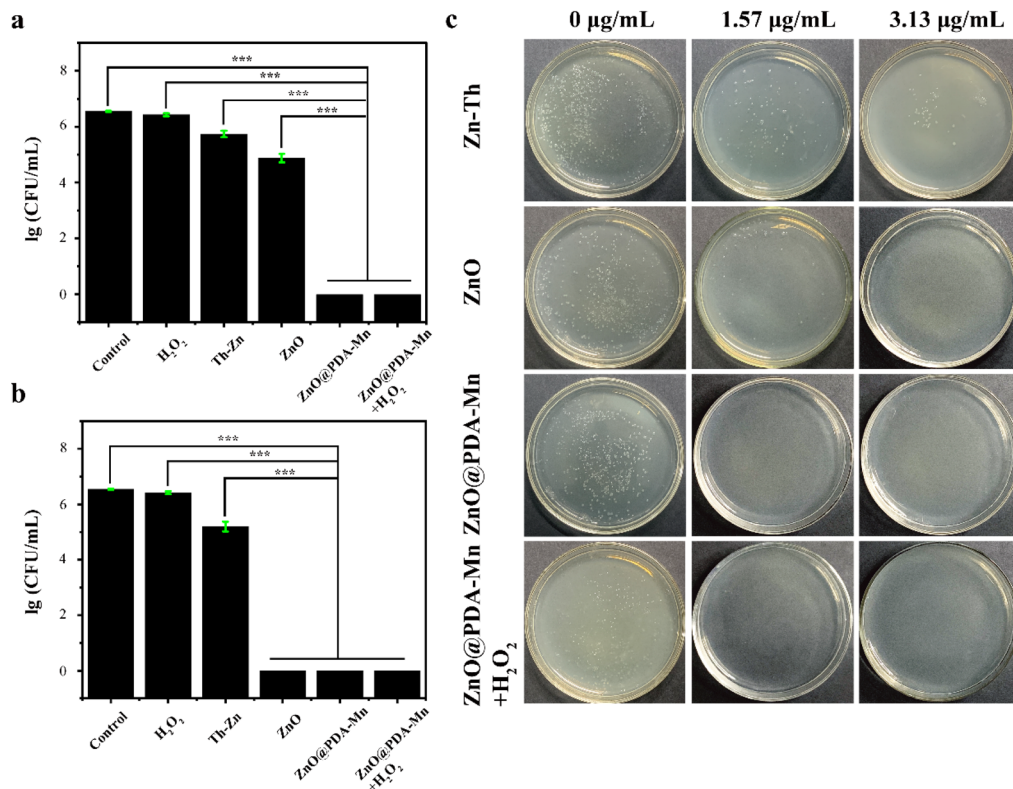 a
8
6
4
2
0
lg (CFU/mL)
***
***
***
***
Control
H₂O₂
Th-Zn
ZnO
ZnO@PDA-Mn
ZnO@PDA-Mn
+H₂O₂
b
8
6
4
2
0
lg (CFU/mL)
***
***
***
Control
H₂O₂
Th-Zn
ZnO
ZnO@PDA-Mn
ZnO@PDA-Mn
+H₂O₂
c
0 μg/mL
1.57 μg/mL
3.13 μg/mL
Zn-Th
ZnO
ZnO@PDA-Mn
ZnO@PDA-Mn
+H₂O₂